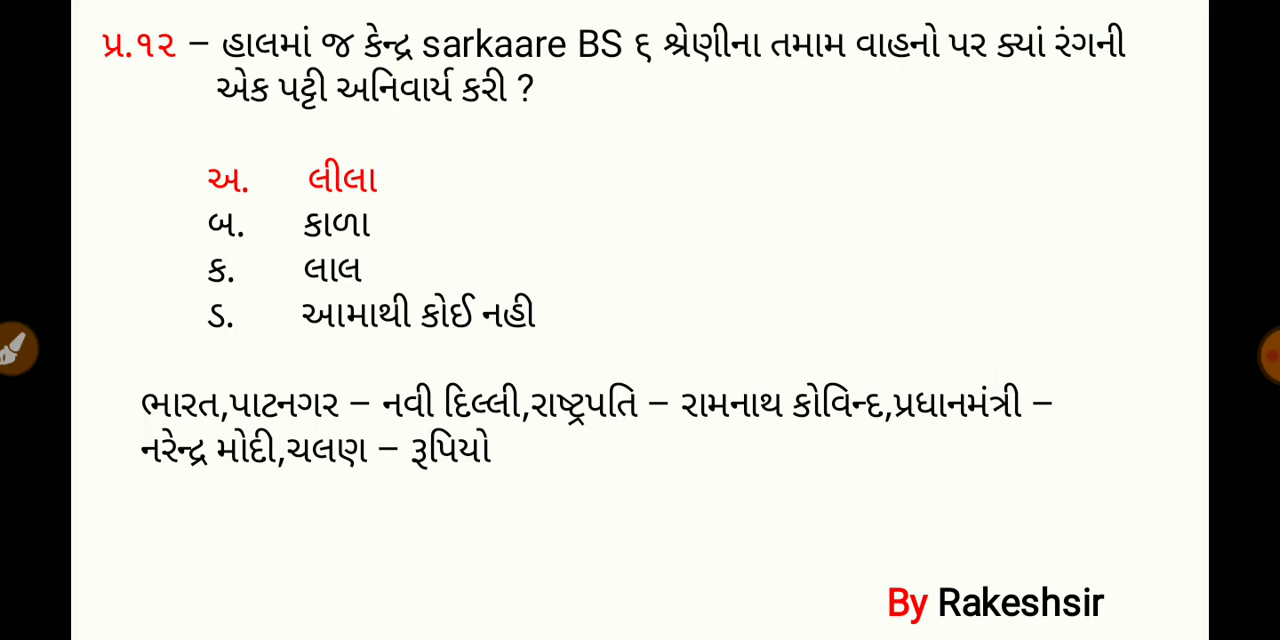 પ્ર.૧૨ – હાલમાં જ કેન્દ્ર sarkaare BS ૬ શ્રેણીના તમામ વાહનો પર ક્યાં રંગની
એક પટ્ટી અનિવાર્ય કરી ?
અ. લીલા
બ. કાળા
ક. લાલ
ડ. આમાથી કોઈ નહી
ભારત,પાટનગર – નવી દિલ્લી,રાષ્ટ્રપતિ – રામનાથ કોવિન્દ,પ્રધાનમંત્રી –
નરેન્દ્ર મોદી,ચલણ – રૂપિયો
By Rakeshsir